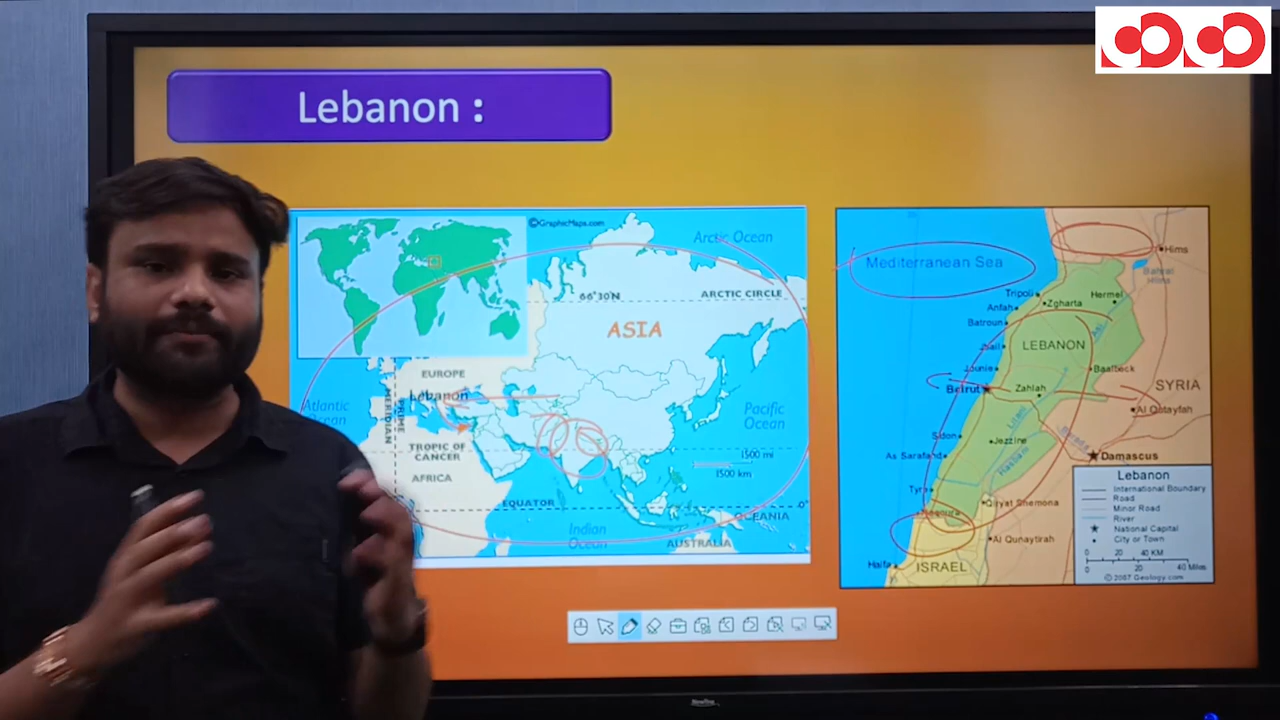 Lebanon :
©GraphicMaps.com
Arctic Ocean
66°30'N
ARCTIC CIRCLE
ASIA
EUROPE
Lebanon
Atlantic
Ocean
PRIME
MERIDIAN
Pacific
Ocean
TROPIC OF
CANCER
1500 mi
1500 km
AFRICA
EQUATOR
0°
OCEANIA
Indian
Ocean
AUSTRALIA
Mediterranean Sea
Hims
Tripoli
Zgharta
Hermel
Anfah
Batroun
LEBANON
Jounie
Baalbeck
Beirut
Zahlah
SYRIA
Al Qutayfah
Sidon
Jezzine
As Sarafand
Damascus
Tyre
Qiryat Shemona
Al Qunaytirah
Haifa
ISRAEL
Lebanon
International Boundary
Road
Minor Road
River
National Capital
City or Town
0 20 40 KM
0 20 40 Miles
© 2007 Geology.com